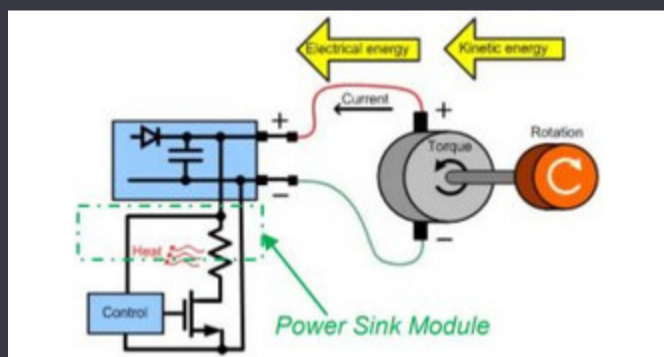 Electrical energy
Kinetic energy
Current
+
+
Rotation
Torque
−
−
Heat
Control
Power Sink Module